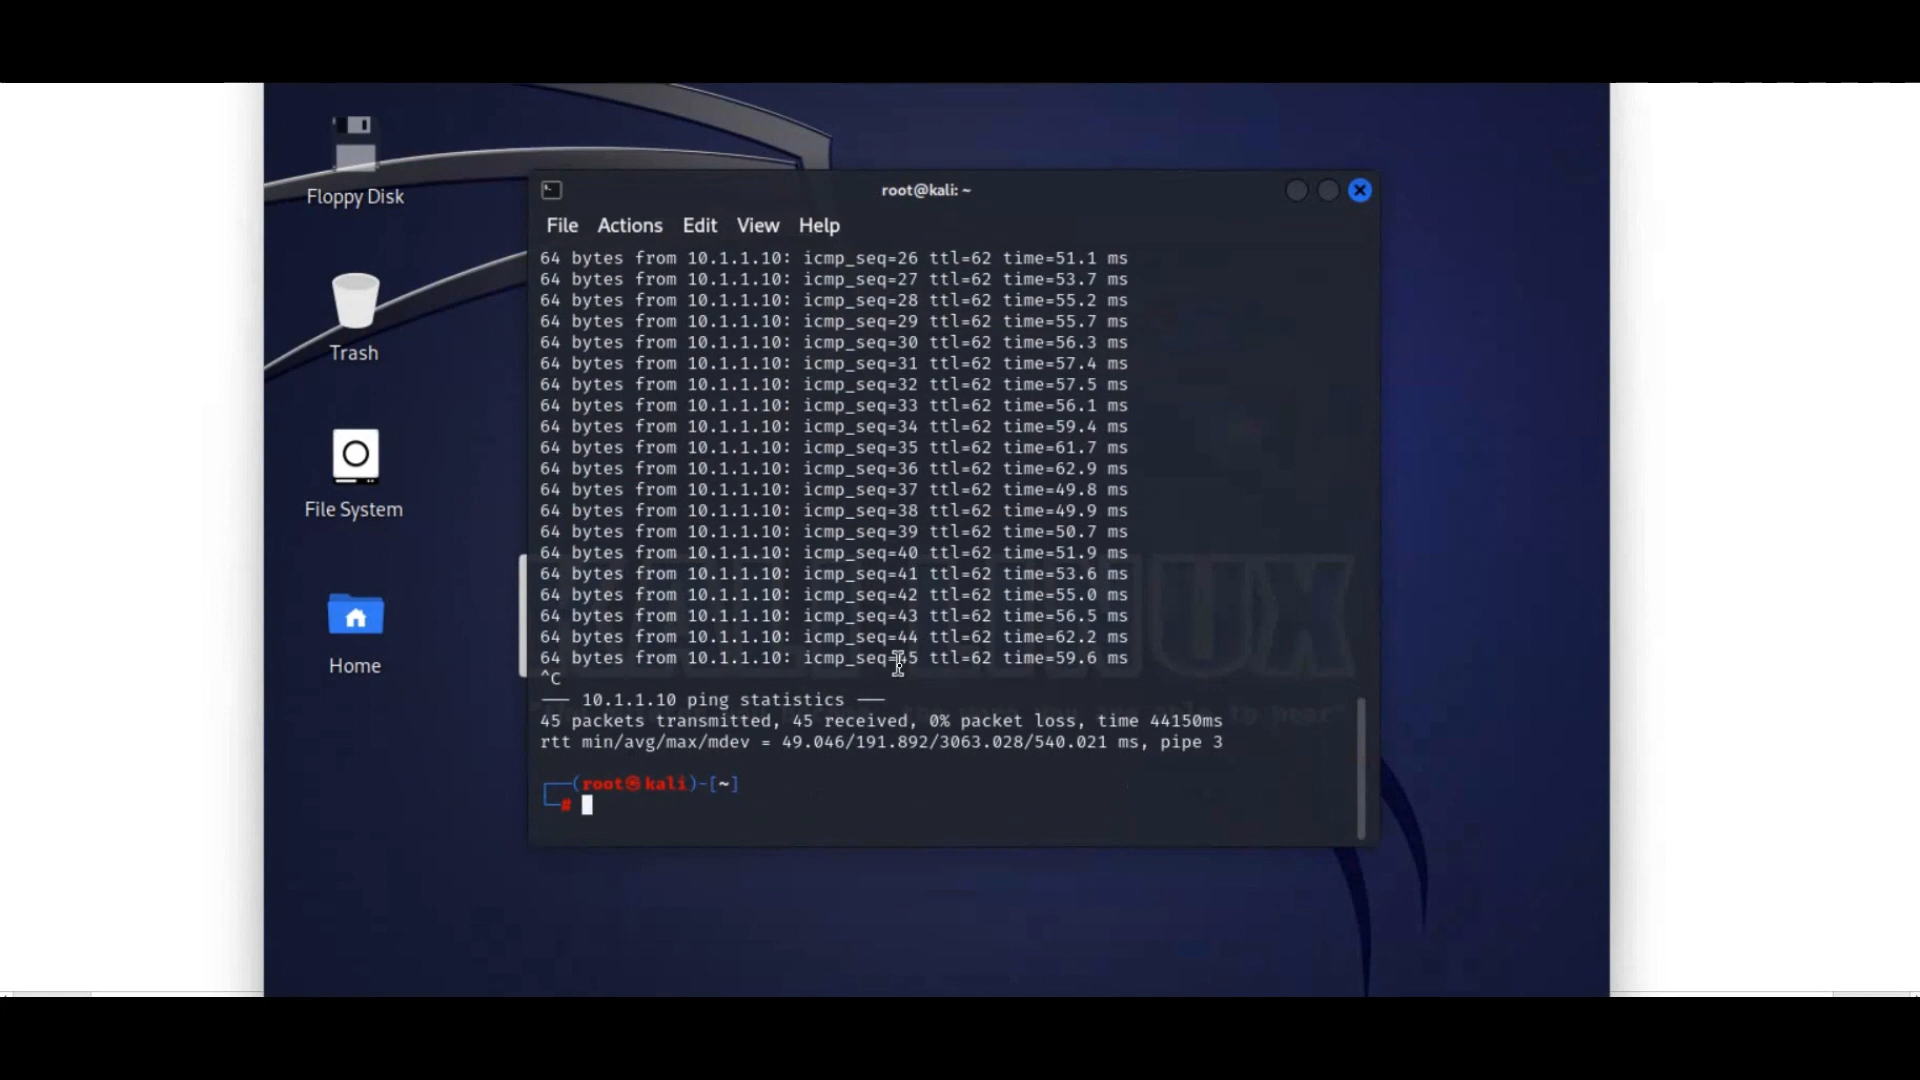 Floppy Disk
Trash
File System
Home
root@kali: ~
File Actions Edit View Help
64 bytes from 10.1.1.10: icmp_seq=26 ttl=62 time=51.1 ms
64 bytes from 10.1.1.10: icmp_seq=27 ttl=62 time=53.7 ms
64 bytes from 10.1.1.10: icmp_seq=28 ttl=62 time=55.2 ms
64 bytes from 10.1.1.10: icmp_seq=29 ttl=62 time=55.7 ms
64 bytes from 10.1.1.10: icmp_seq=30 ttl=62 time=56.3 ms
64 bytes from 10.1.1.10: icmp_seq=31 ttl=62 time=57.4 ms
64 bytes from 10.1.1.10: icmp_seq=32 ttl=62 time=57.5 ms
64 bytes from 10.1.1.10: icmp_seq=33 ttl=62 time=56.1 ms
64 bytes from 10.1.1.10: icmp_seq=34 ttl=62 time=59.4 ms
64 bytes from 10.1.1.10: icmp_seq=35 ttl=62 time=61.7 ms
64 bytes from 10.1.1.10: icmp_seq=36 ttl=62 time=62.9 ms
64 bytes from 10.1.1.10: icmp_seq=37 ttl=62 time=49.8 ms
64 bytes from 10.1.1.10: icmp_seq=38 ttl=62 time=49.9 ms
64 bytes from 10.1.1.10: icmp_seq=39 ttl=62 time=50.7 ms
64 bytes from 10.1.1.10: icmp_seq=40 ttl=62 time=51.9 ms
64 bytes from 10.1.1.10: icmp_seq=41 ttl=62 time=53.6 ms
64 bytes from 10.1.1.10: icmp_seq=42 ttl=62 time=55.0 ms
64 bytes from 10.1.1.10: icmp_seq=43 ttl=62 time=56.5 ms
64 bytes from 10.1.1.10: icmp_seq=44 ttl=62 time=62.2 ms
64 bytes from 10.1.1.10: icmp_seq=45 ttl=62 time=59.6 ms
^C
— 10.1.1.10 ping statistics —
45 packets transmitted, 45 received, 0% packet loss, time 44150ms
rtt min/avg/max/mdev = 49.046/191.892/3063.028/540.021 ms, pipe 3
(root㉿kali)-[~]
#